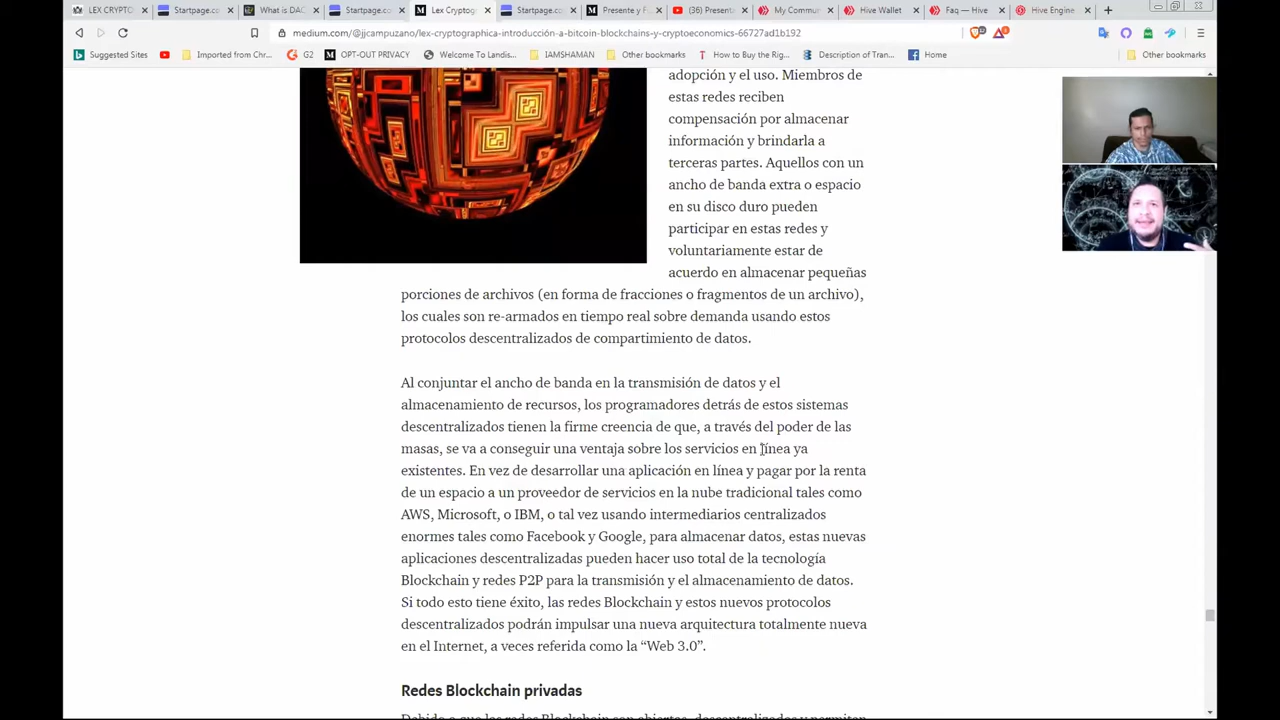 LEX CRYPTO
Startpage.co
What is DAC
Startpage.co
Lex Cryptog
Startpage.co
Presente y F
(36) Present
My Commun
Hive Wallet
Faq — Hive
Hive Engine
medium.com/@jjcampuzano/lex-cryptographica-introducción-a-bitcoin-blockchains-y-cryptoeconomics-66727ad1b192
Suggested Sites
Imported from Chro...
G2
OPT-OUT PRIVACY
Welcome To Landis...
IAMSHAMAN
How to Buy the Rig...
Description of Tran...
Home
Other bookmarks
Other bookmarks
adopción y el uso. Miembros de
estas redes reciben
compensación por almacenar
información y brindarla a
terceras partes. Aquellos con un
ancho de banda extra o espacio
en su disco duro pueden
participar en estas redes y
voluntariamente estar de
acuerdo en almacenar pequeñas
porciones de archivos (en forma de fracciones o fragmentos de un archivo),
los cuales son re-armados en tiempo real sobre demanda usando estos
protocolos descentralizados de compartimiento de datos.
Al conjuntar el ancho de banda en la transmisión de datos y el
almacenamiento de recursos, los programadores detrás de estos sistemas
descentralizados tienen la firme creencia de que, a través del poder de las
masas, se va a conseguir una ventaja sobre los servicios en línea ya
existentes. En vez de desarrollar una aplicación en línea y pagar por la renta
de un espacio a un proveedor de servicios en la nube tradicional tales como
AWS, Microsoft, o IBM, o tal vez usando intermediarios centralizados
enormes tales como Facebook y Google, para almacenar datos, estas nuevas
aplicaciones descentralizadas pueden hacer uso total de la tecnología
Blockchain y redes P2P para la transmisión y el almacenamiento de datos.
Si todo esto tiene éxito, las redes Blockchain y estos nuevos protocolos
descentralizados podrán impulsar una nueva arquitectura totalmente nueva
en el Internet, a veces referida como la “Web 3.0”.
Redes Blockchain privadas
Debido a que las redes Blockchain son abiertas, descentralizadas y permiten